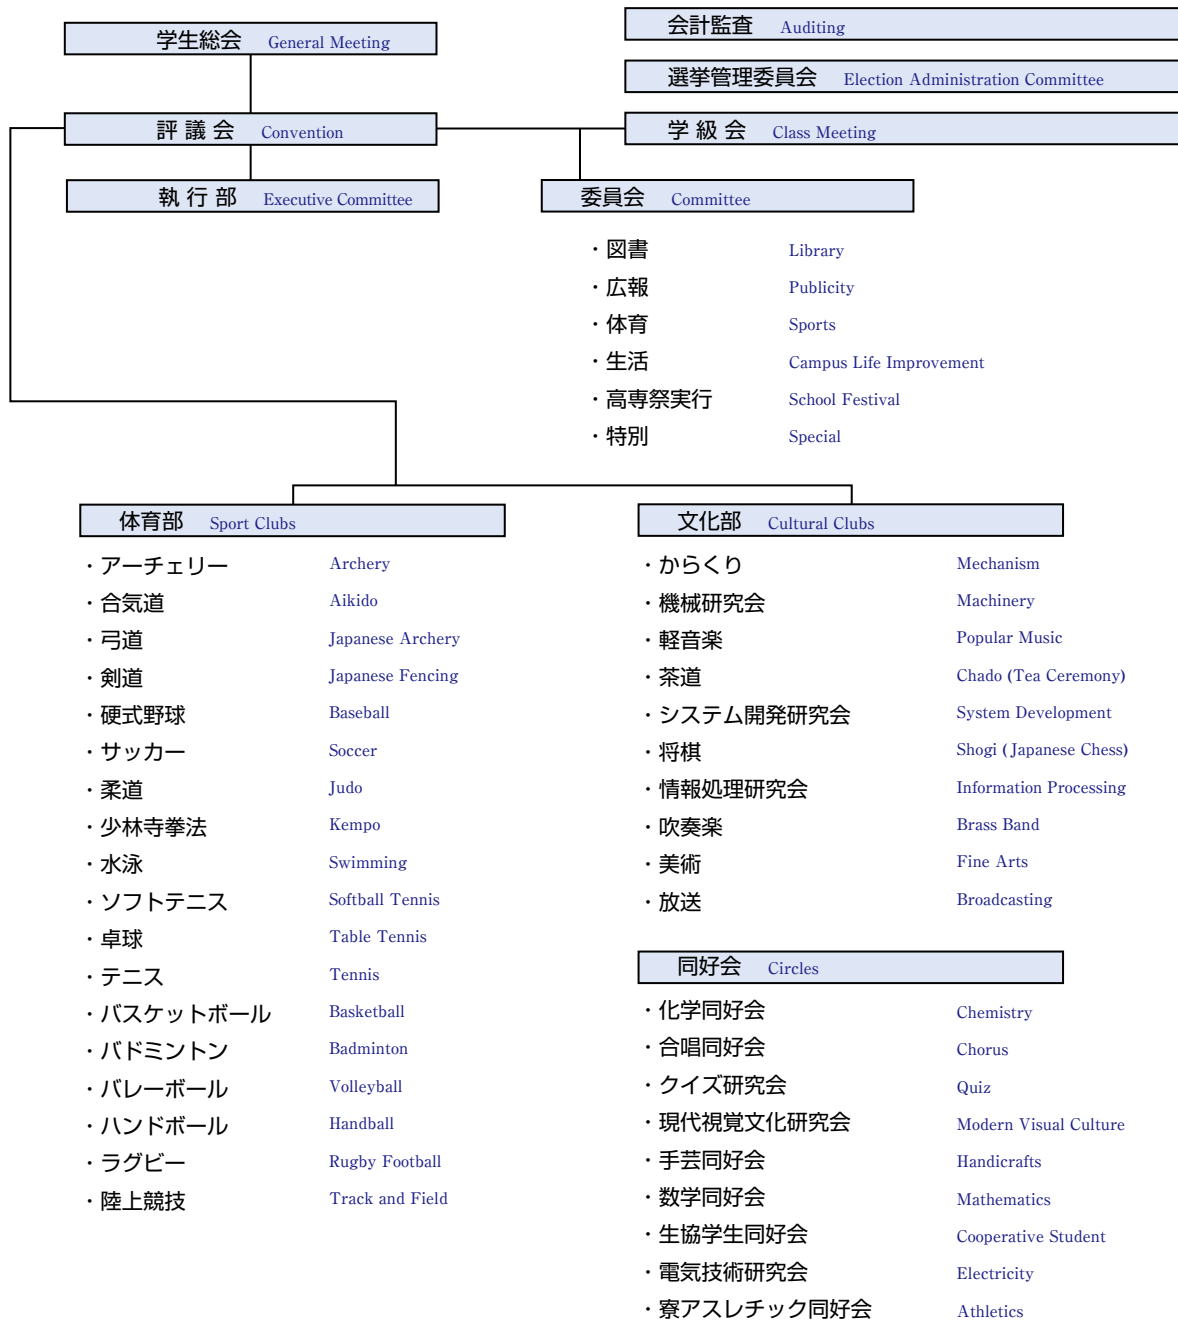 学生総会 General Meeting
会計監査 Auditing
選挙管理委員会 Election Administration Committee
評議会 Convention
学級会 Class Meeting
執行部 Executive Committee
委員会 Committee
・図書 Library
・広報 Publicity
・体育 Sports
・生活 Campus Life Improvement
・高専祭実行 School Festival
・特別 Special
体育部 Sport Clubs
・アーチェリー Archery
・合気道 Aikido
・弓道 Japanese Archery
・剣道 Japanese Fencing
・硬式野球 Baseball
・サッカー Soccer
・柔道 Judo
・少林寺拳法 Kempo
・水泳 Swimming
・ソフトテニス Softball Tennis
・卓球 Table Tennis
・テニス Tennis
・バスケットボール Basketball
・バドミントン Badminton
・バレーボール Volleyball
・ハンドボール Handball
・ラグビー Rugby Football
・陸上競技 Track and Field
文化部 Cultural Clubs
・からくり Mechanism
・機械研究会 Machinery
・軽音楽 Popular Music
・茶道 Chado (Tea Ceremony)
・システム開発研究会 System Development
・将棋 Shogi (Japanese Chess)
・情報処理研究会 Information Processing
・吹奏楽 Brass Band
・美術 Fine Arts
・放送 Broadcasting
同好会 Circles
・化学同好会 Chemistry
・合唱同好会 Chorus
・クイズ研究会 Quiz
・現代視覚文化研究会 Modern Visual Culture
・手芸同好会 Handicrafts
・数学同好会 Mathematics
・生協学生同好会 Cooperative Student
・電気技術研究会 Electricity
・寮アスレチック同好会 Athletics